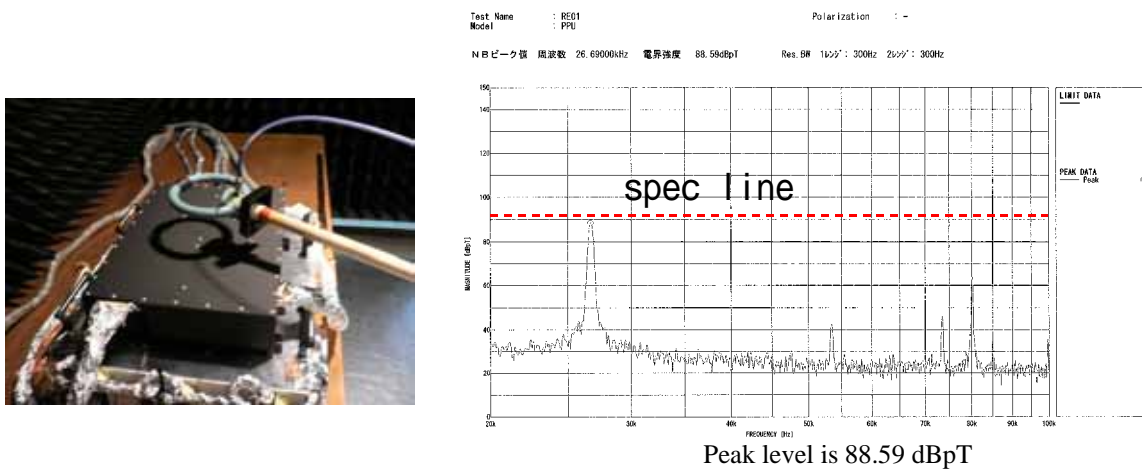 Test Name : RE01 Polarization : -
Model : PPU
NBピーク値 周波数 26.69000kHz 電界強度 88.59dBpT Res.BW 1レンジ: 300Hz 2レンジ: 300Hz
150
140
120
100
80
60
40
20
0
MAGNITUDE [dBpT]
spec line
LIMIT DATA
PEAK DATA
Peak
20k 30k 40k 50k 60k 70k 80k 90k 100k
FREQUENCY [Hz]
Peak level is 88.59 dBpT